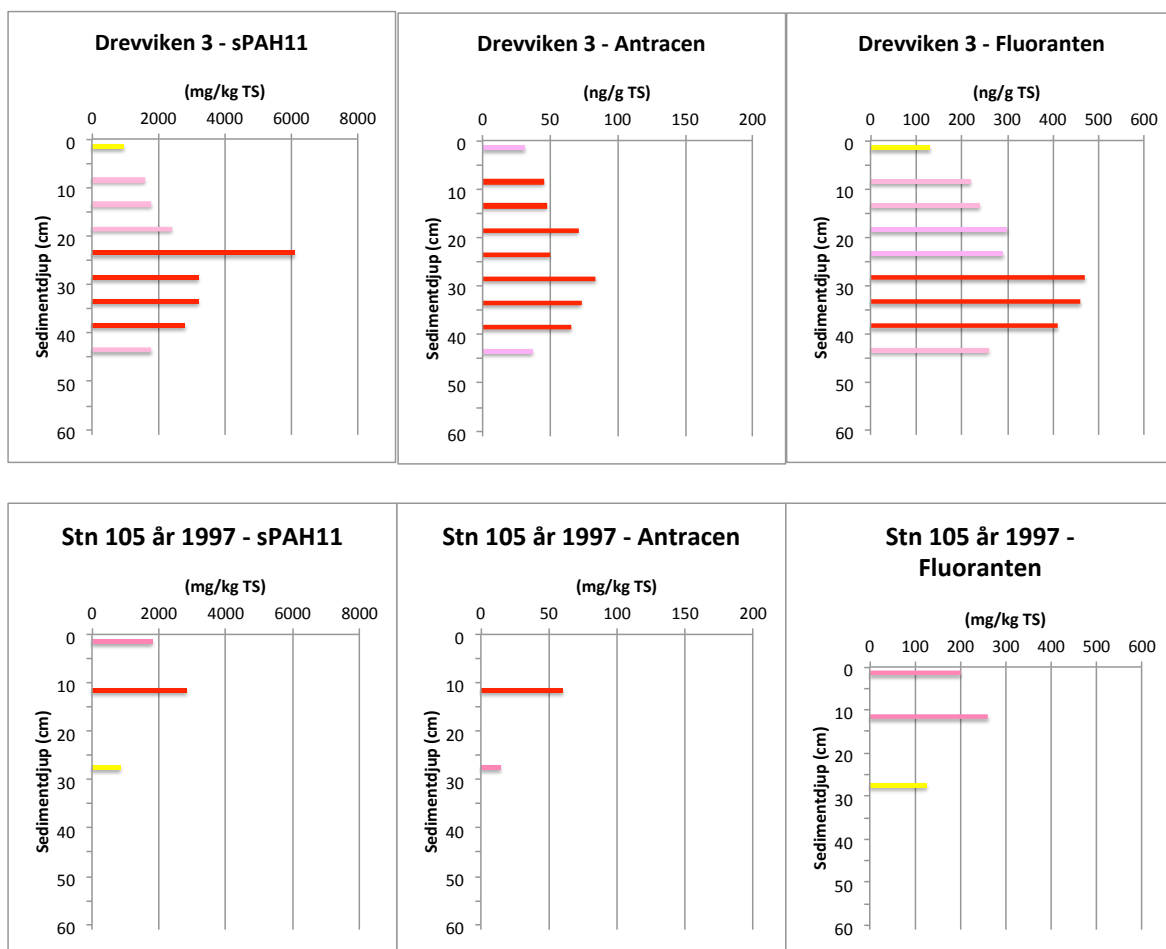 Drevviken 3 - sPAH11
(mg/kg TS)
0 2000 4000 6000 8000
0
10
20
30
40
50
60
Sedimentdjup (cm)
Drevviken 3 - Antracen
(ng/g TS)
0 50 100 150 200
0
10
20
30
40
50
60
Sedimentdjup (cm)
Drevviken 3 - Fluoranten
(ng/g TS)
0 100 200 300 400 500 600
0
10
20
30
40
50
60
Sedimentdjup (cm)
Stn 105 år 1997 - sPAH11
(mg/kg TS)
0 2000 4000 6000 8000
0
10
20
30
40
50
60
Sedimentdjup (cm)
Stn 105 år 1997 - Antracen
(mg/kg TS)
0 50 100 150 200
0
10
20
30
40
50
60
Sedimentdjup (cm)
Stn 105 år 1997 -
Fluoranten
(mg/kg TS)
0 100 200 300 400 500 600
0
10
20
30
40
50
60
Sedimentdjup (cm)